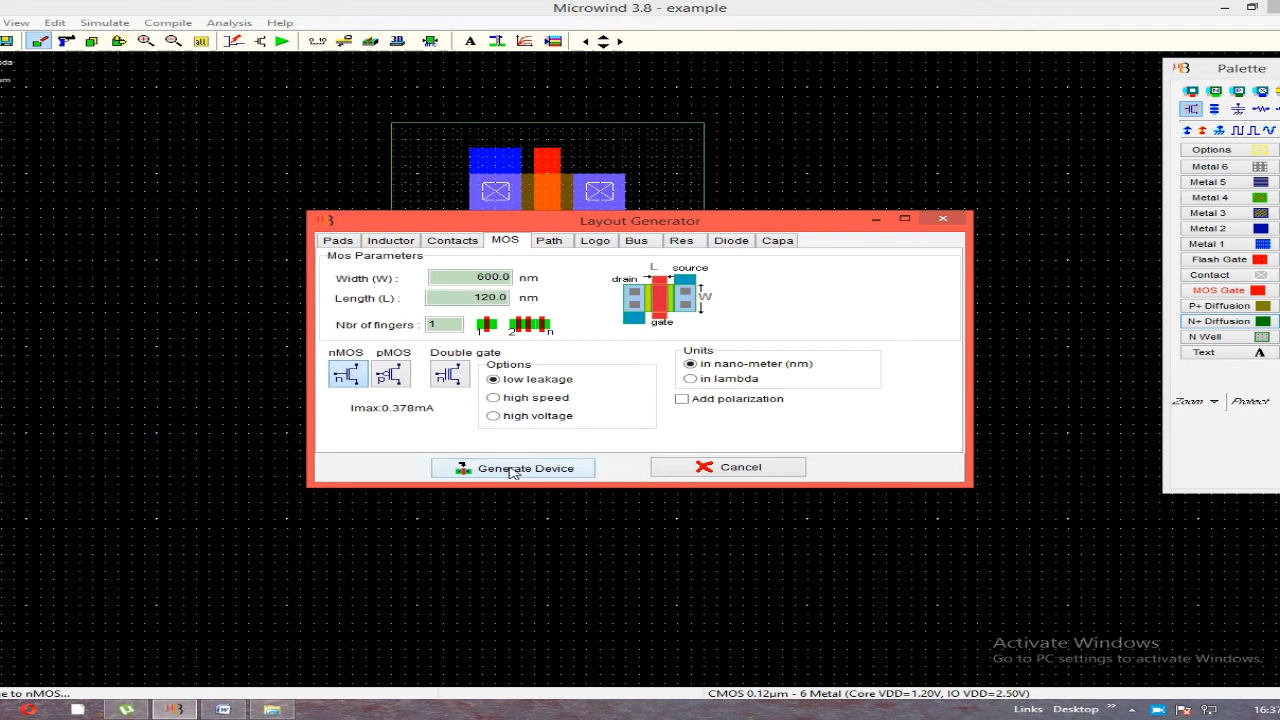 Microwind 3.8 - example
View Edit Simulate Compile Analysis Help
Palette
Options
Metal 6
Metal 5
Metal 4
Metal 3
Metal 2
Metal 1
Flash Gate
Contact
MOS Gate
P+ Diffusion
N+ Diffusion
N Well
Text A
Zoom Protect
Layout Generator
Pads Inductor Contacts MOS Path Logo Bus Res Diode Capa
Mos Parameters
Width (W) : 600.0 nm
Length (L) : 120.0 nm
Nbr of fingers : 1
1 2 n
L
drain source
W
gate
nMOS pMOS Double gate
n p n
Options
low leakage
high speed
high voltage
Units
in nano-meter (nm)
in lambda
Add polarization
Imax:0.378mA
Generate Device Cancel
Activate Windows
Go to PC settings to activate Windows.
to nMOS...
CMOS 0.12µm - 6 Metal (Core VDD=1.20V, IO VDD=2.50V)
Links Desktop